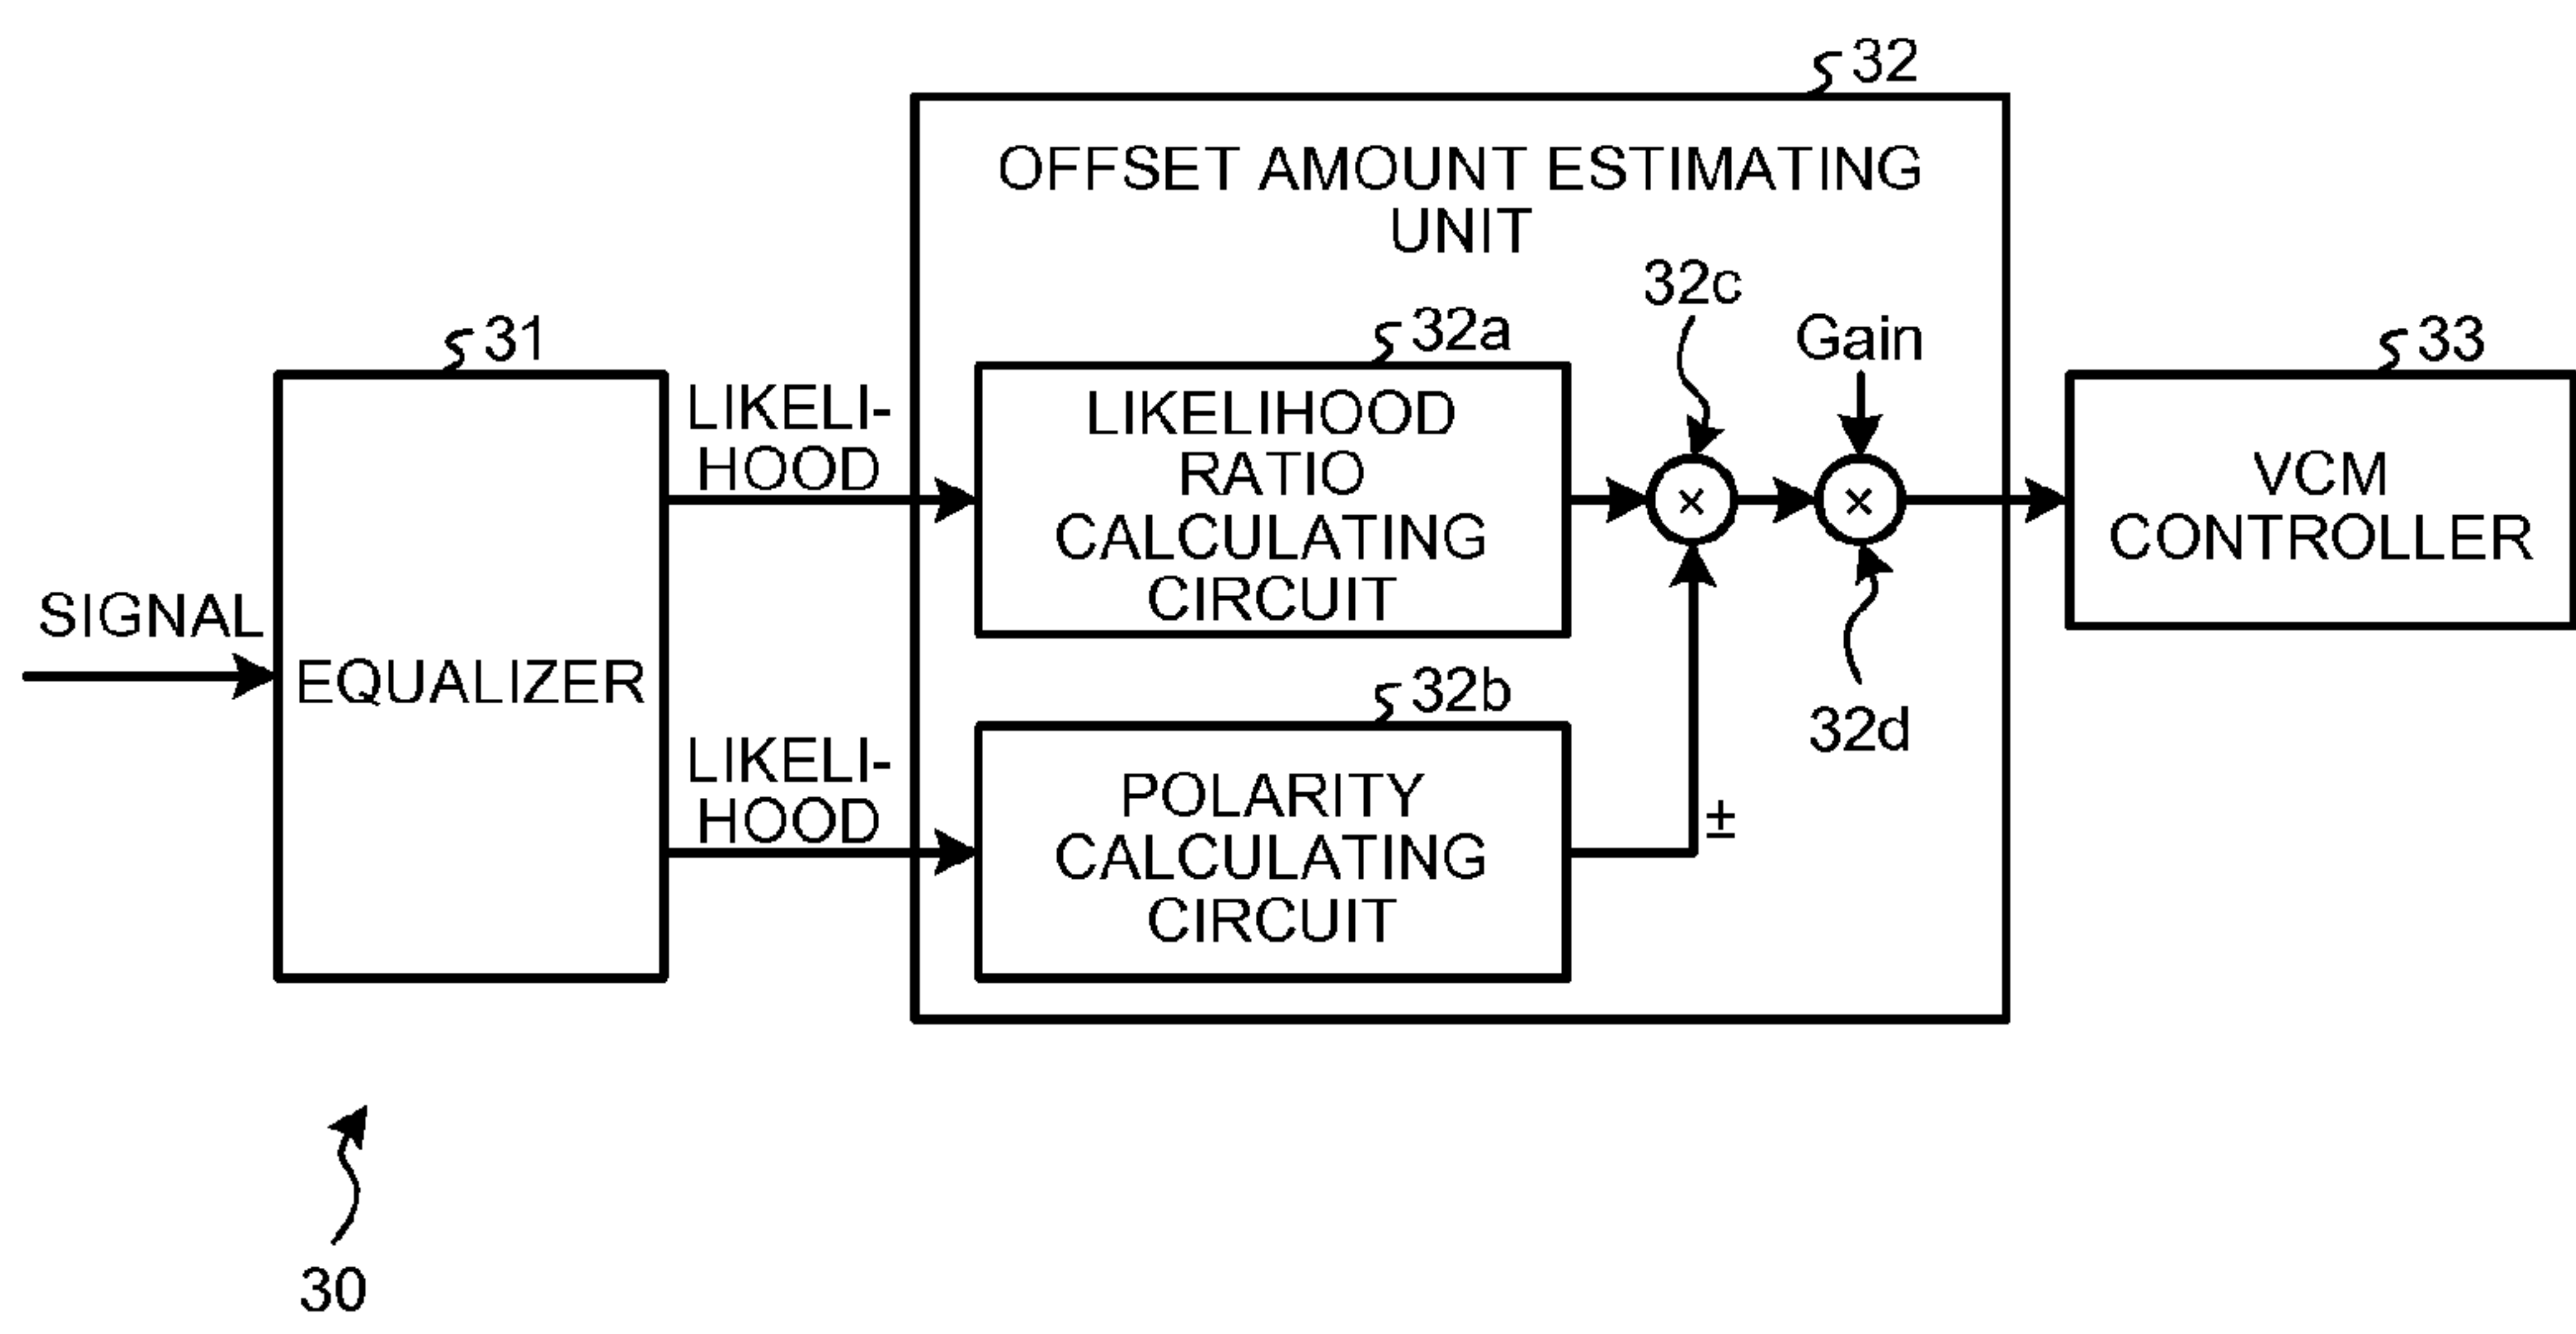 32
OFFSET AMOUNT ESTIMATING
UNIT
32c
31
32a
Gain
33
LIKELI-
HOOD
LIKELIHOOD
RATIO
CALCULATING
CIRCUIT
×
×
VCM
CONTROLLER
SIGNAL
EQUALIZER
32b
32d
LIKELI-
HOOD
POLARITY
CALCULATING
CIRCUIT
±
30